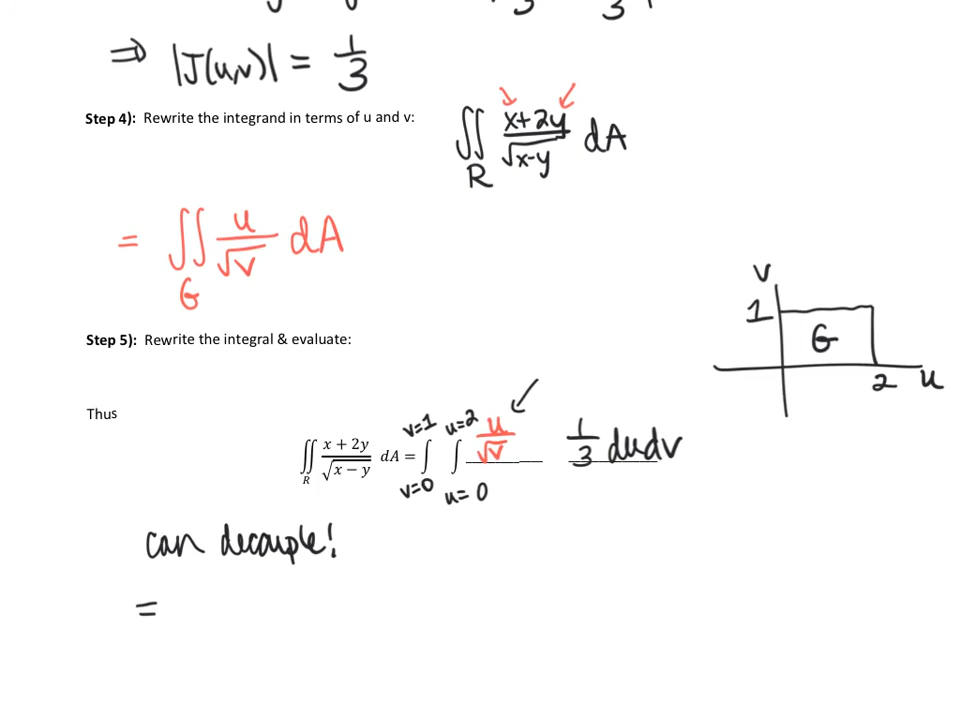 ⇒ |J(u,v)| = 1/3
Step 4): Rewrite the integrand in terms of u and v:
∬_R (x+2y)/√(x-y) dA
= ∬_G u/√v dA
v
1
G
2 u
Step 5): Rewrite the integral & evaluate:
Thus
∬_R (x + 2y)/√(x − y) dA = ∫_{v=0}^{v=1} ∫_{u=0}^{u=2} u/√v 1/3 du dv
can decouple!
=